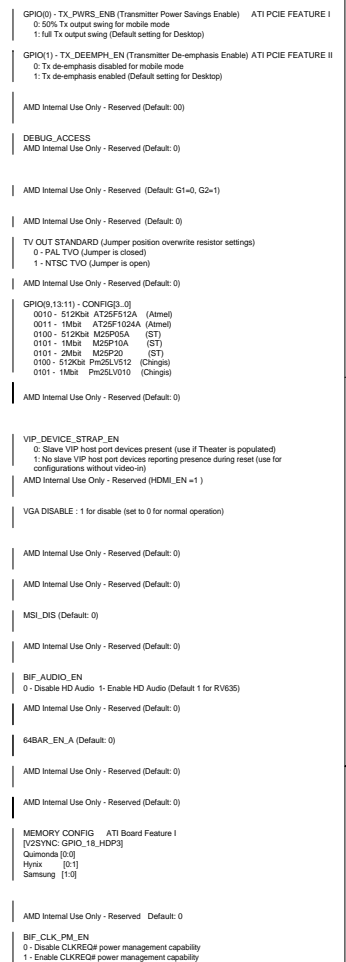 GPIO(0) - TX_PWRS_ENB (Transmitter Power Savings Enable) ATI PCIE FEATURE I
0: 50% Tx output swing for mobile mode
1: full Tx output swing (Default setting for Desktop)
GPIO(1) - TX_DEEMPH_EN (Transmitter De-emphasis Enable) ATI PCIE FEATURE II
0: Tx de-emphasis disabled for mobile mode
1: Tx de-emphasis enabled (Default setting for Desktop)
AMD Internal Use Only - Reserved (Default: 00)
DEBUG_ACCESS
AMD Internal Use Only - Reserved (Default: 0)
AMD Internal Use Only - Reserved (Default: G1=0, G2=1)
AMD Internal Use Only - Reserved (Default: 0)
TV OUT STANDARD (Jumper position overwrite resistor settings)
0 - PAL TVO (Jumper is closed)
1 - NTSC TVO (Jumper is open)
AMD Internal Use Only - Reserved (Default: 0)
GPIO(9,13:11) - CONFIG[3..0]
0010 - 512Kbit AT25F512A (Atmel)
0011 - 1Mbit AT25F1024A (Atmel)
0100 - 512Kbit M25P05A (ST)
0101 - 1Mbit M25P10A (ST)
0101 - 2Mbit M25P20 (ST)
0100 - 512Kbit Pm25LV512 (Chingis)
0101 - 1Mbit Pm25LV010 (Chingis)
AMD Internal Use Only - Reserved (Default: 0)
VIP_DEVICE_STRAP_EN
0: Slave VIP host port devices present (use if Theater is populated)
1: No slave VIP host port devices reporting presence during reset (use for
configurations without video-in)
AMD Internal Use Only - Reserved (HDMI_EN =1 )
VGA DISABLE : 1 for disable (set to 0 for normal operation)
AMD Internal Use Only - Reserved (Default: 0)
AMD Internal Use Only - Reserved (Default: 0)
MSI_DIS (Default: 0)
AMD Internal Use Only - Reserved (Default: 0)
BIF_AUDIO_EN
0 - Disable HD Audio 1- Enable HD Audio (Default 1 for RV635)
AMD Internal Use Only - Reserved (Default: 0)
64BAR_EN_A (Default: 0)
AMD Internal Use Only - Reserved (Default: 0)
AMD Internal Use Only - Reserved (Default: 0)
MEMORY CONFIG ATI Board Feature I
[V2SYNC: GPIO_18_HDP3]
Quimonda [0:0]
Hynix [0:1]
Samsung [1:0]
AMD Internal Use Only - Reserved Default: 0
BIF_CLK_PM_EN
0 - Disable CLKREQ# power management capability
1 - Enable CLKREQ# power management capability